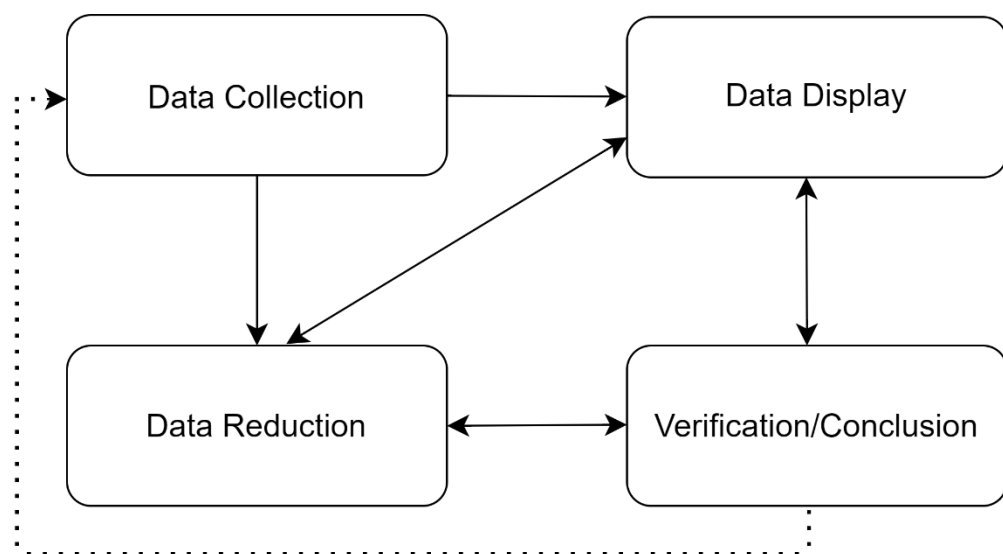 Data Collection
Data Display
Data Reduction
Verification/Conclusion